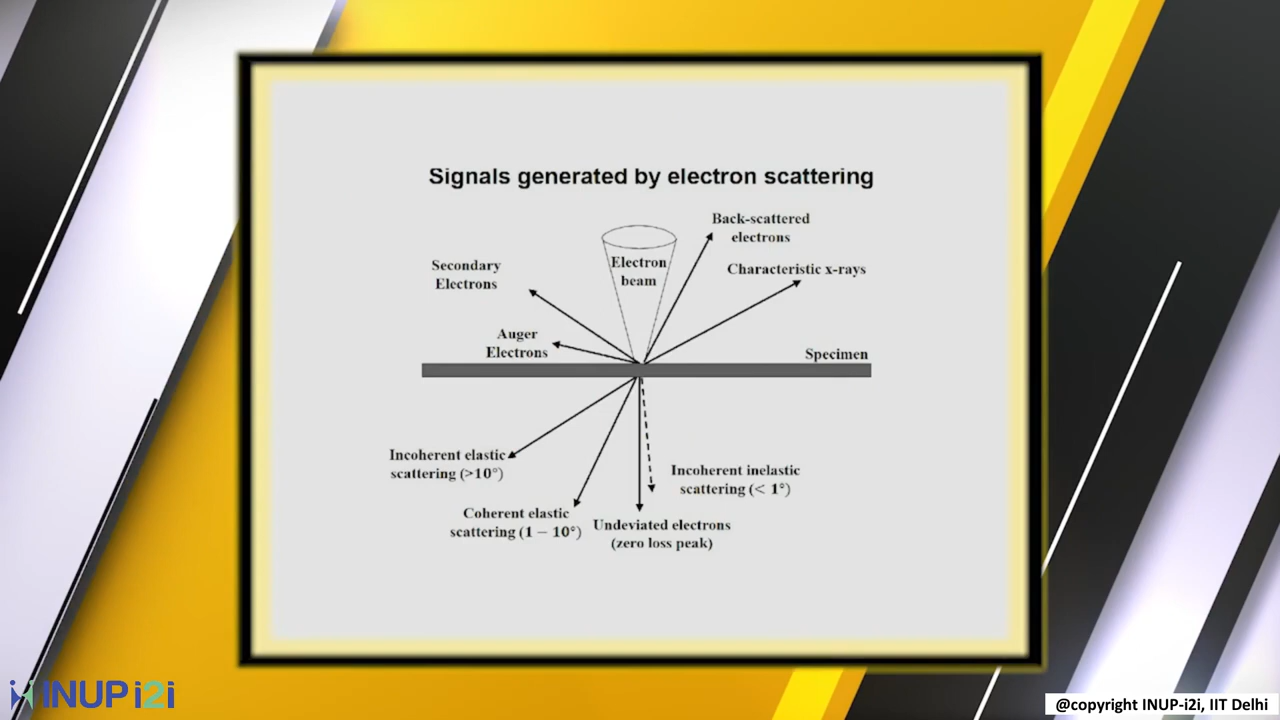 Signals generated by electron scattering
Back-scattered
electrons
Electron
beam
Characteristic x-rays
Secondary
Electrons
Auger
Electrons
Specimen
Incoherent elastic
scattering (>10°)
Incoherent inelastic
scattering (< 1°)
Coherent elastic
scattering (1 – 10°)
Undeviated electrons
(zero loss peak)
INUP i2i
@copyright INUP-i2i, IIT Delhi